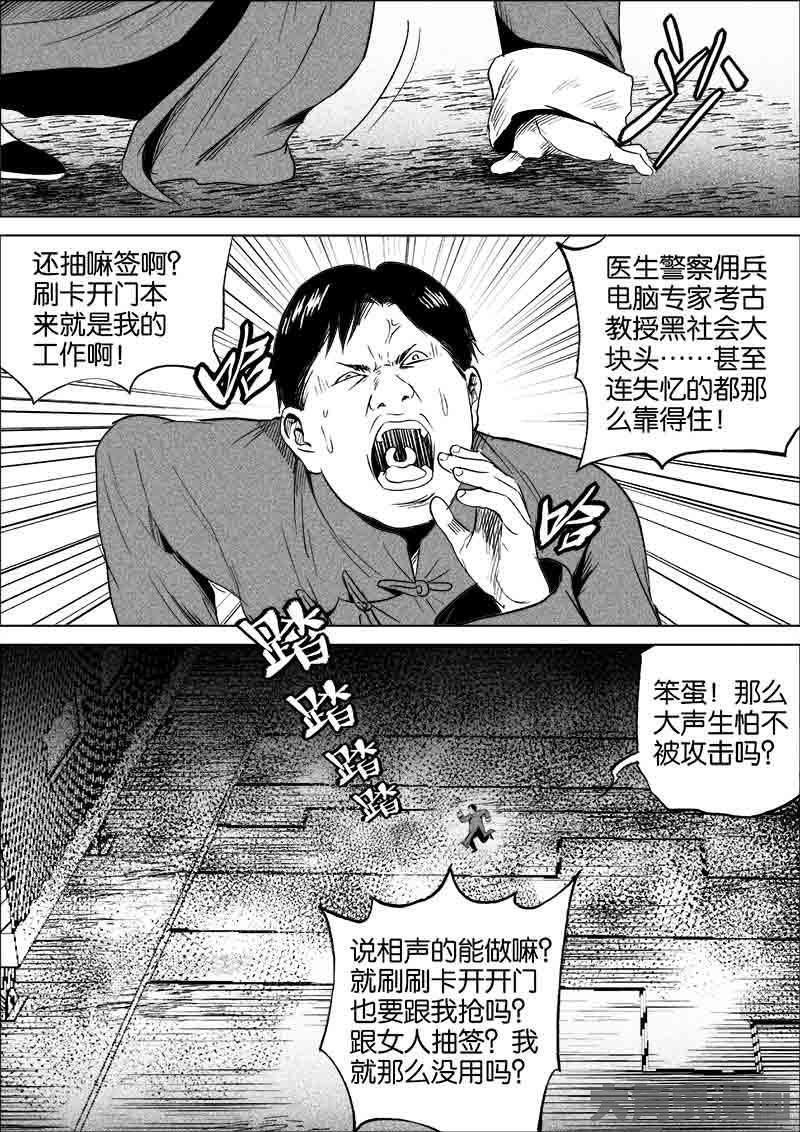 还抽嘛签啊？
刷卡开门本
来就是我的
工作啊！
医生警察佣兵
电脑专家考古
教授黑社会大
块头……甚至
连失忆的都那
么靠得住！
哈
哈
踏
踏
踏
踏
笨蛋！那么
大声生怕不
被攻击吗？
说相声的能做嘛？
就刷刷卡开开门
也要跟我抢吗？
跟女人抽签？我
就那么没用吗？